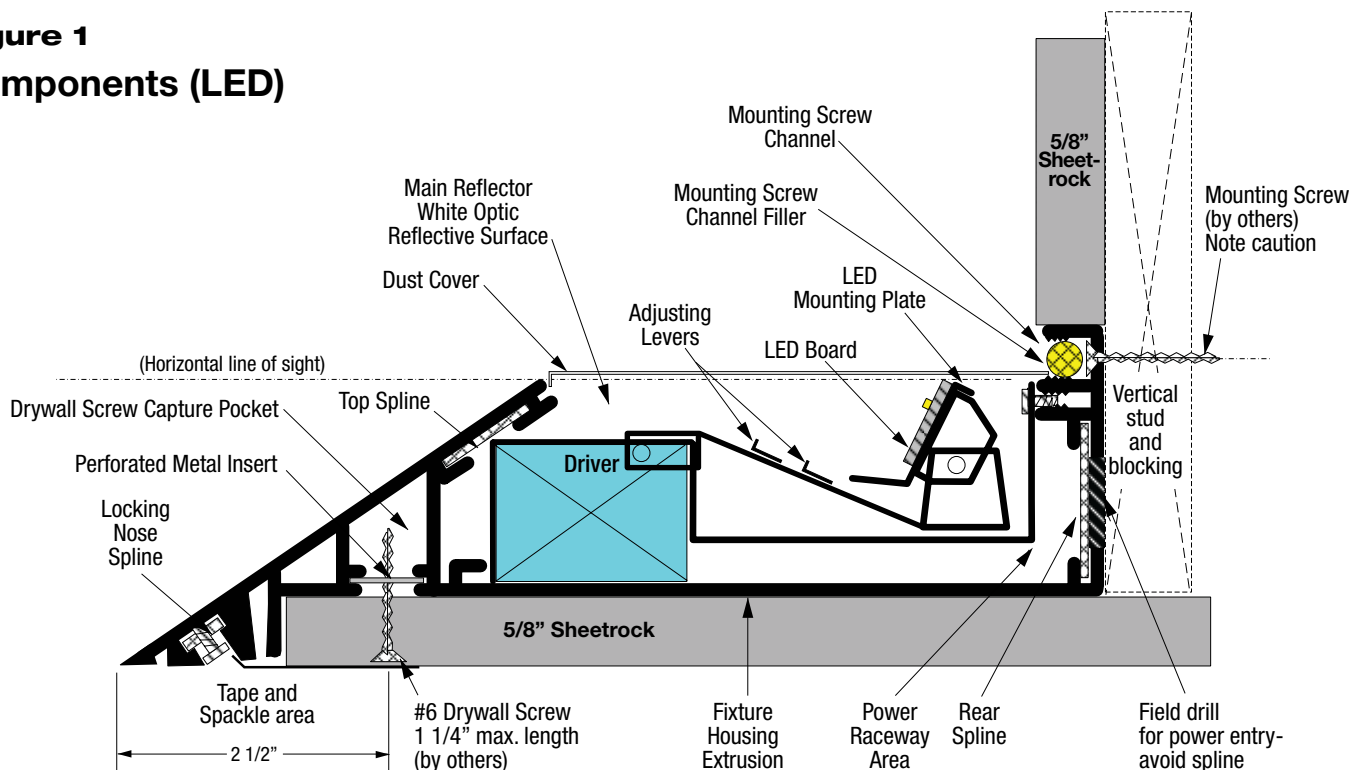 gure 1
mponents (LED)
Mounting Screw
Channel
5/8”
Sheet-
rock
Main Reflector
White Optic
Reflective Surface
Mounting Screw
Channel Filler
Mounting Screw
(by others)
Note caution
Dust Cover
LED
Mounting Plate
Adjusting
Levers
LED Board
(Horizontal line of sight)
Drywall Screw Capture Pocket
Top Spline
Vertical
stud
and
blocking
Perforated Metal Insert
Driver
Locking
Nose
Spline
5/8” Sheetrock
Tape and
Spackle area
2 1/2”
#6 Drywall Screw
1 1/4” max. length
(by others)
Fixture
Housing
Extrusion
Power
Raceway
Area
Rear
Spline
Field drill
for power entry-
avoid spline